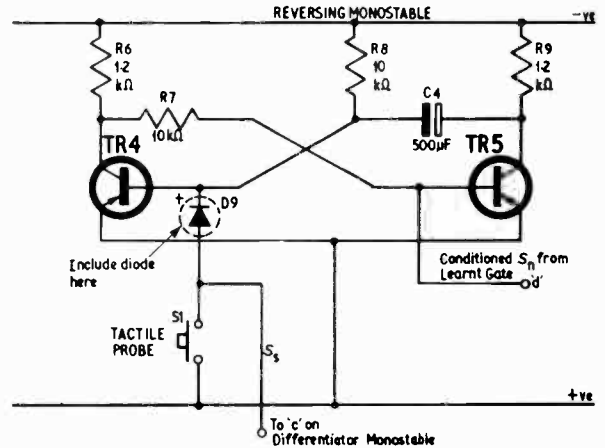 REVERSING MONOSTABLE
-ve
R6
1·2
kΩ
R7
10kΩ
R8
10
kΩ
R9
1·2
kΩ
C4
500µF
TR4
TR5
+
D9
Include diode
here
Conditioned Sn from
Learnt Gate
'd'
S1
TACTILE
PROBE
Ss
+ve
To 'c' on
Differentiator Monostable